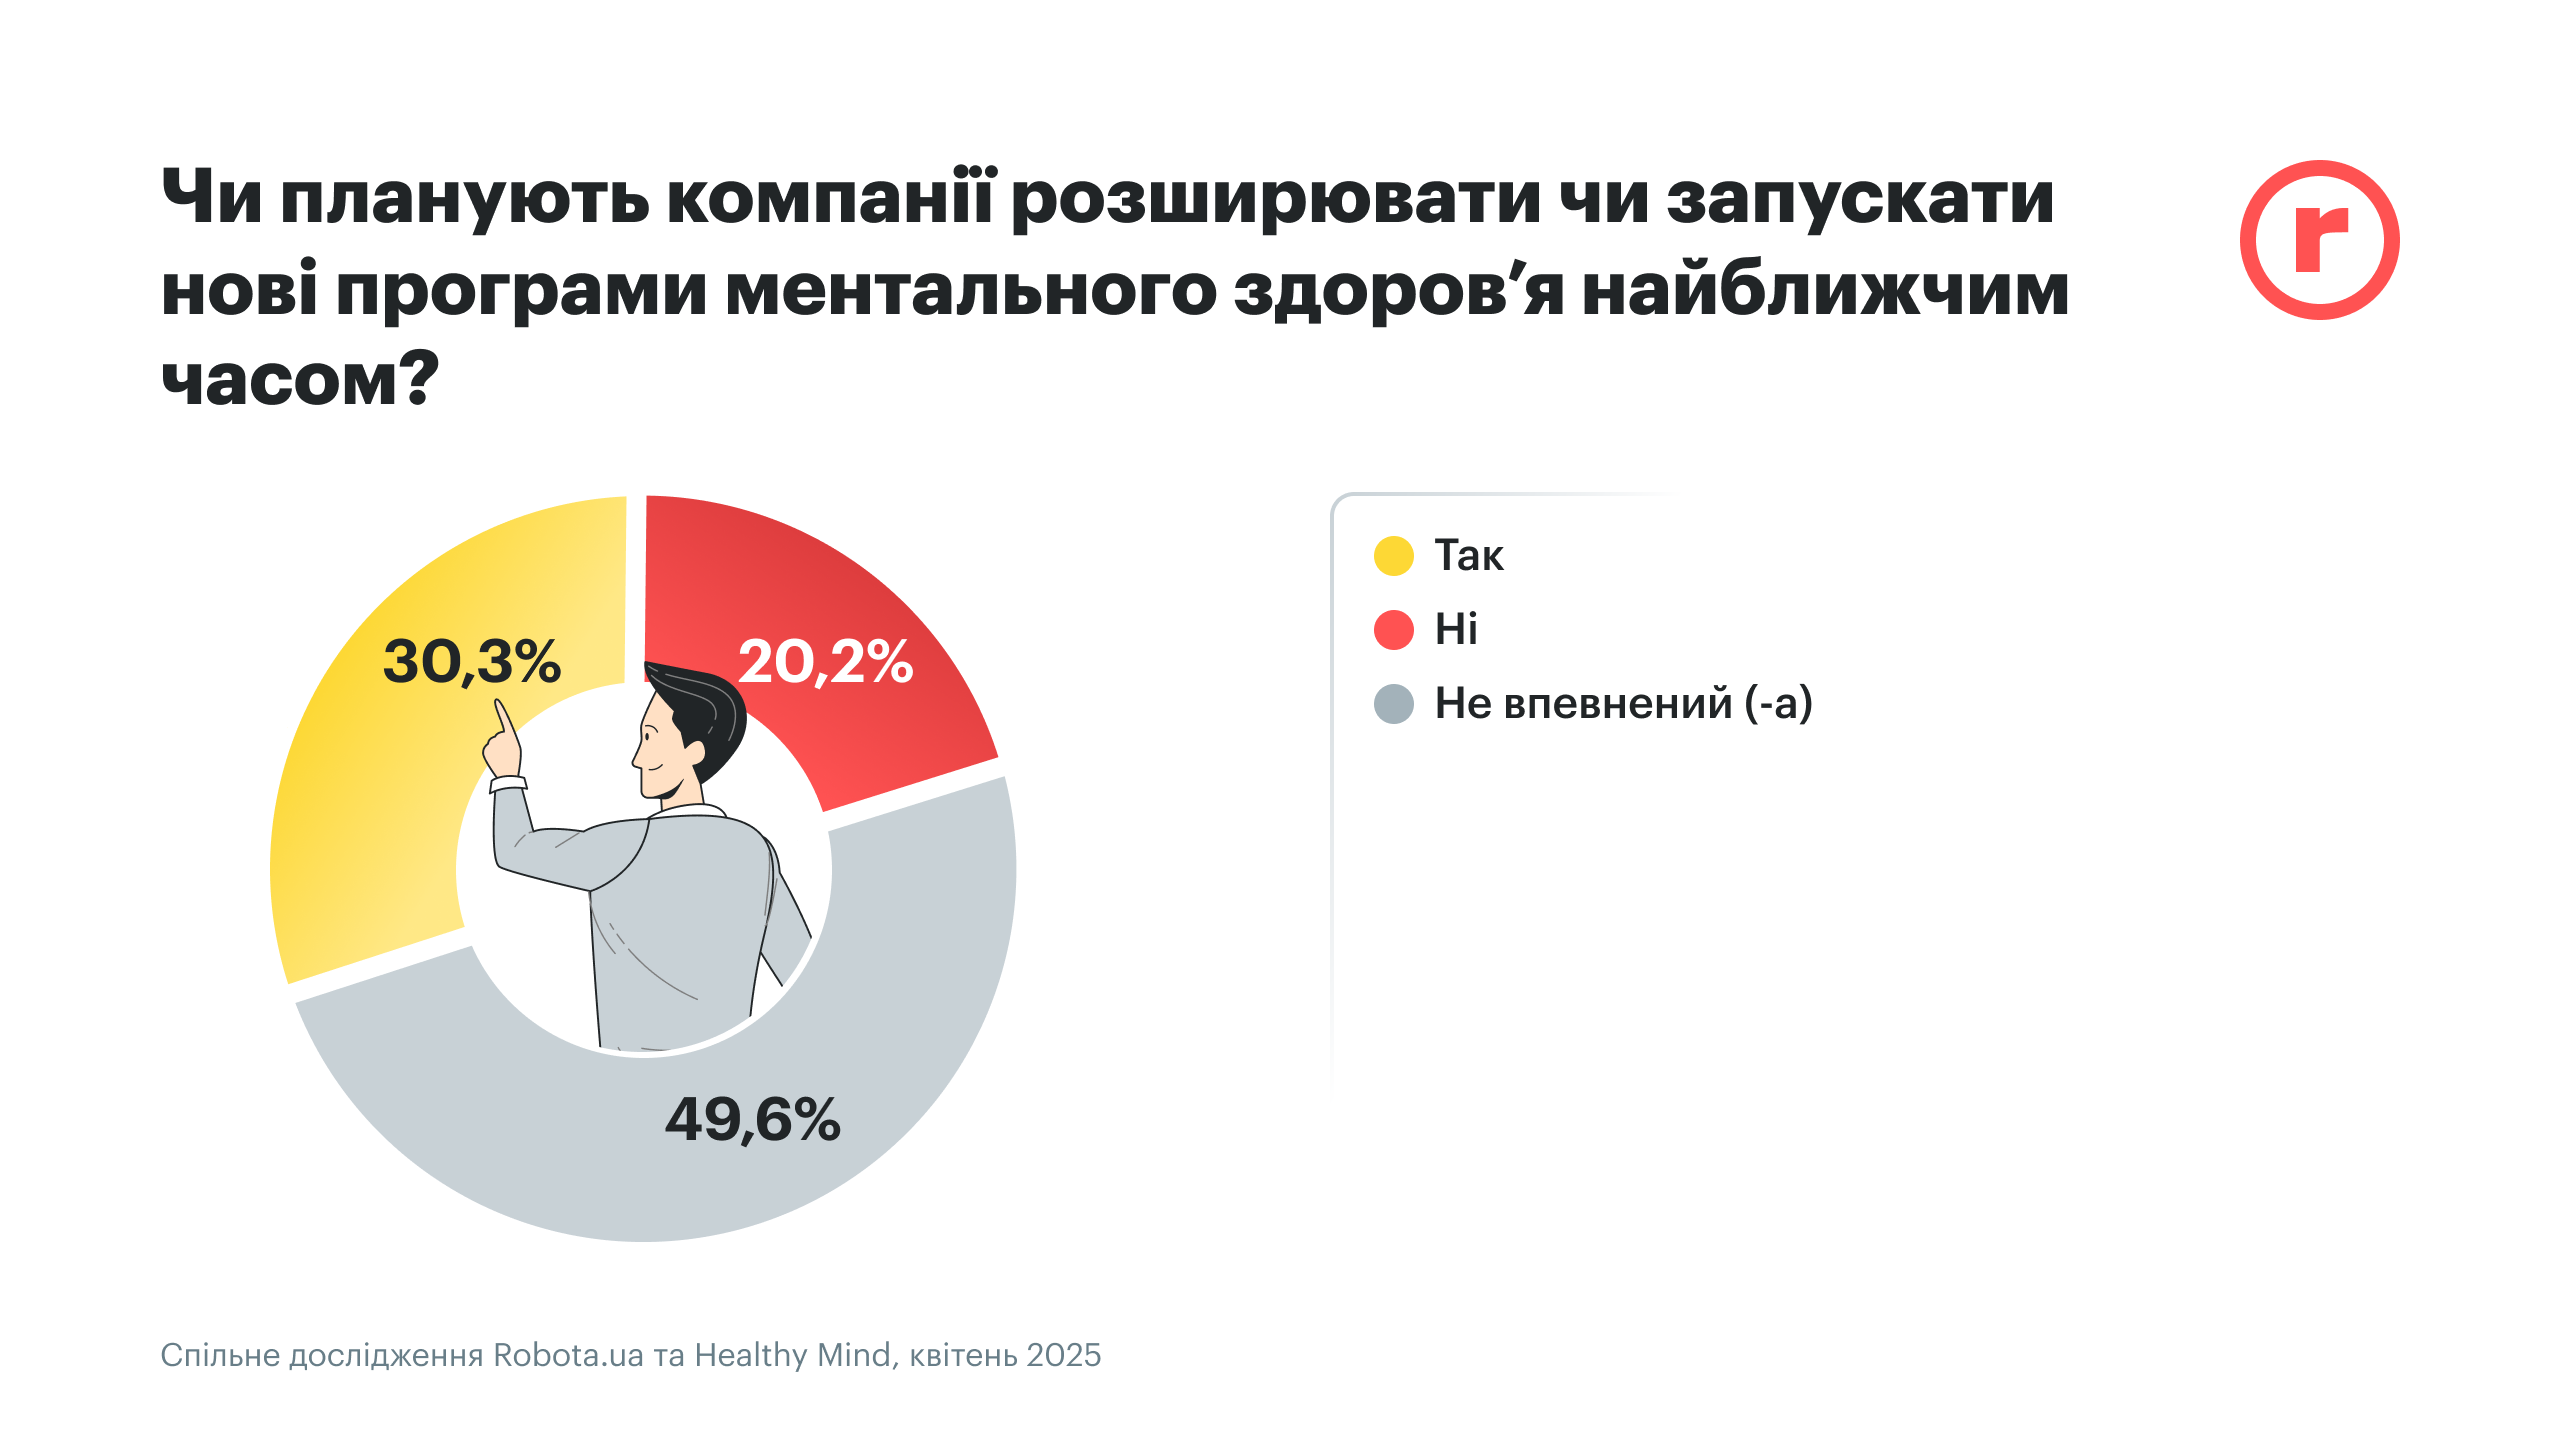 Чи планують компанії розширювати чи запускати
нові програми ментального здоров’я найближчим
часом?
r
30,3%
20,2%
49,6%
Так
Ні
Не впевнений (-а)
Спільне дослідження Robota.ua та Healthy Mind, квітень 2025